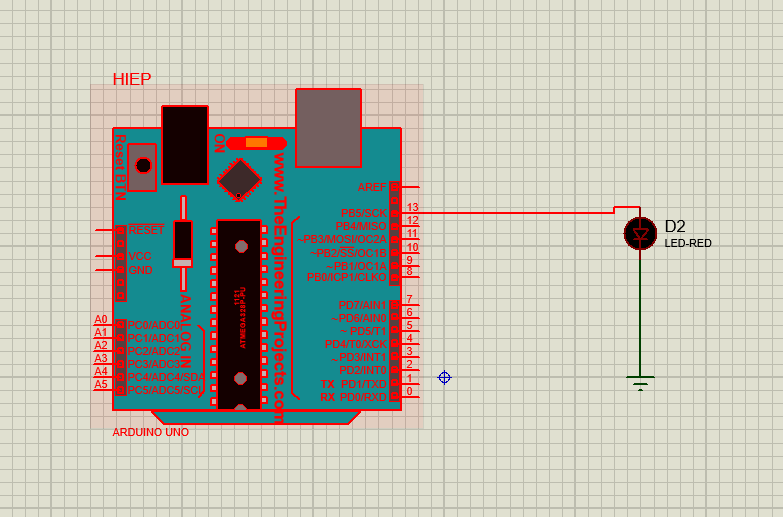 HIEP
Reset BTN
ON
www.TheEngineeringProjects.com
AREF
PB5/SCK 13
PB4/MISO 12
~PB3/MOSI/OC2A 11
~PB2/SS/OC1B 10
~PB1/OC1A 9
PB0/ICP1/CLKO 8
PD7/AIN1 7
~PD6/AIN0 6
~ PD5/T1 5
PD4/T0/XCK 4
~PD3/INT1 3
PD2/INT0 2
TX PD1/TXD 1
RX PD0/RXD 0
RESET
VCC
GND
ANALOG IN
A0 PC0/ADC0
A1 PC1/ADC1
A2 PC2/ADC2
A3 PC3/ADC3
A4 PC4/ADC4/SDA
A5 PC5/ADC5/SCL
1121
ATMEGA328P-PU
ARDUINO UNO
D2
LED-RED